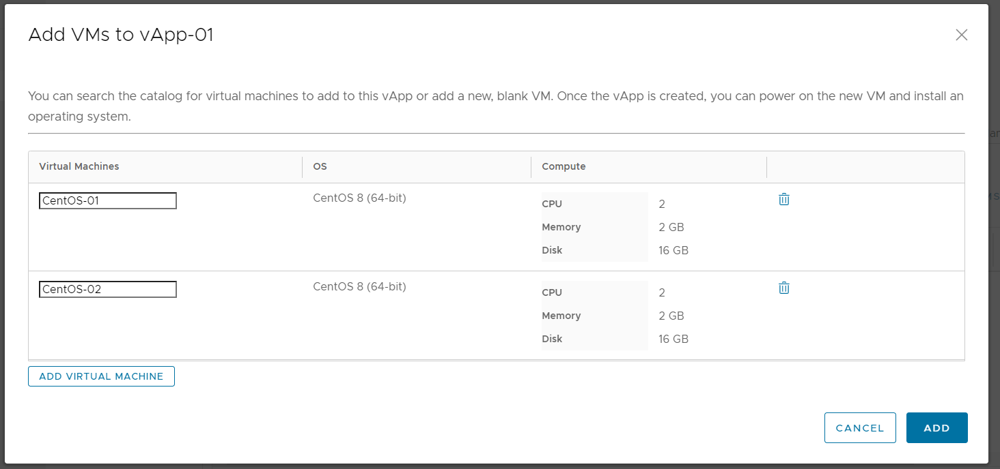 Add VMs to vApp-01
You can search the catalog for virtual machines to add to this vApp or add a new, blank VM. Once the vApp is created, you can power on the new VM and install an
operating system.
Virtual Machines OS Compute
CentOS-01 CentOS 8 (64-bit)
CPU 2
Memory 2 GB
Disk 16 GB
CentOS-02 CentOS 8 (64-bit)
CPU 2
Memory 2 GB
Disk 16 GB
ADD VIRTUAL MACHINE
CANCEL ADD